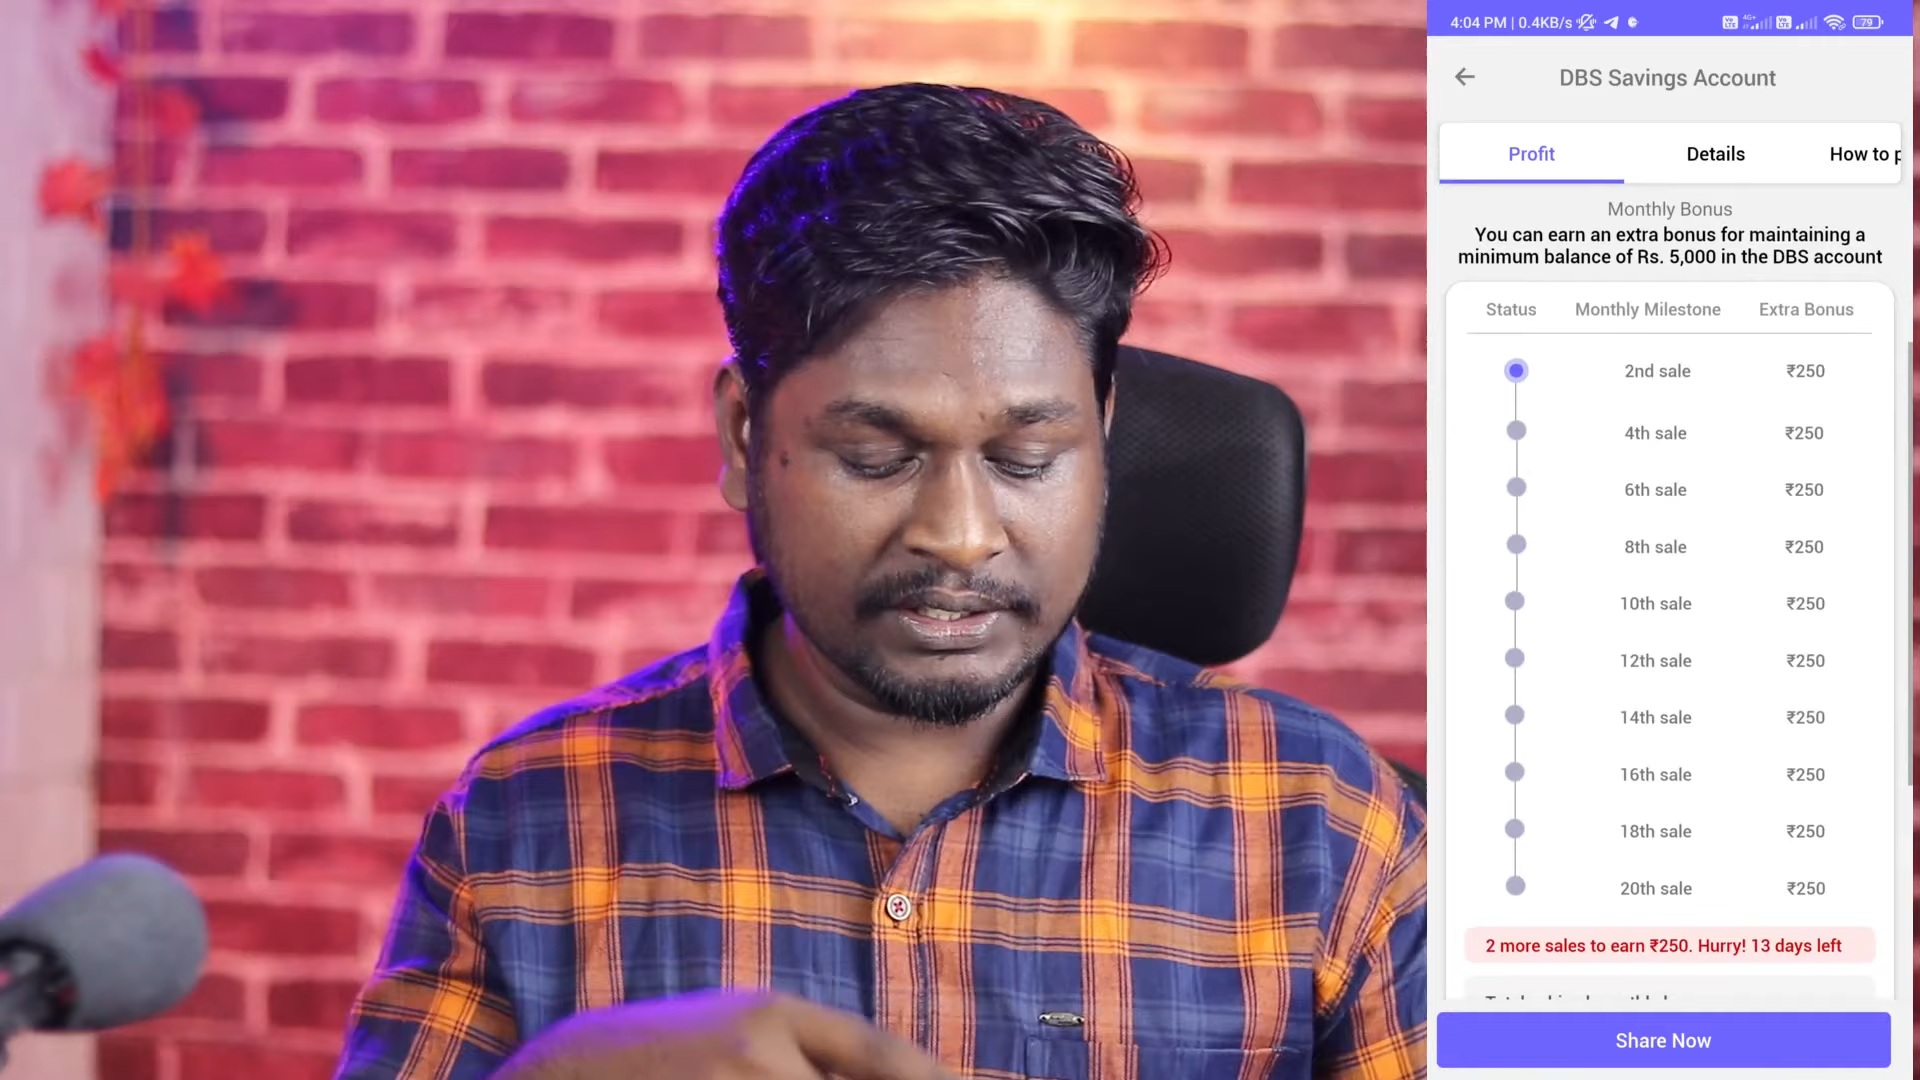 4:04 PM | 0.4KB/s
4G+
79
DBS Savings Account
Profit
Details
How to p
Monthly Bonus
You can earn an extra bonus for maintaining a
minimum balance of Rs. 5,000 in the DBS account
Status Monthly Milestone Extra Bonus
2nd sale ₹250
4th sale ₹250
6th sale ₹250
8th sale ₹250
10th sale ₹250
12th sale ₹250
14th sale ₹250
16th sale ₹250
18th sale ₹250
20th sale ₹250
2 more sales to earn ₹250. Hurry! 13 days left
Share Now